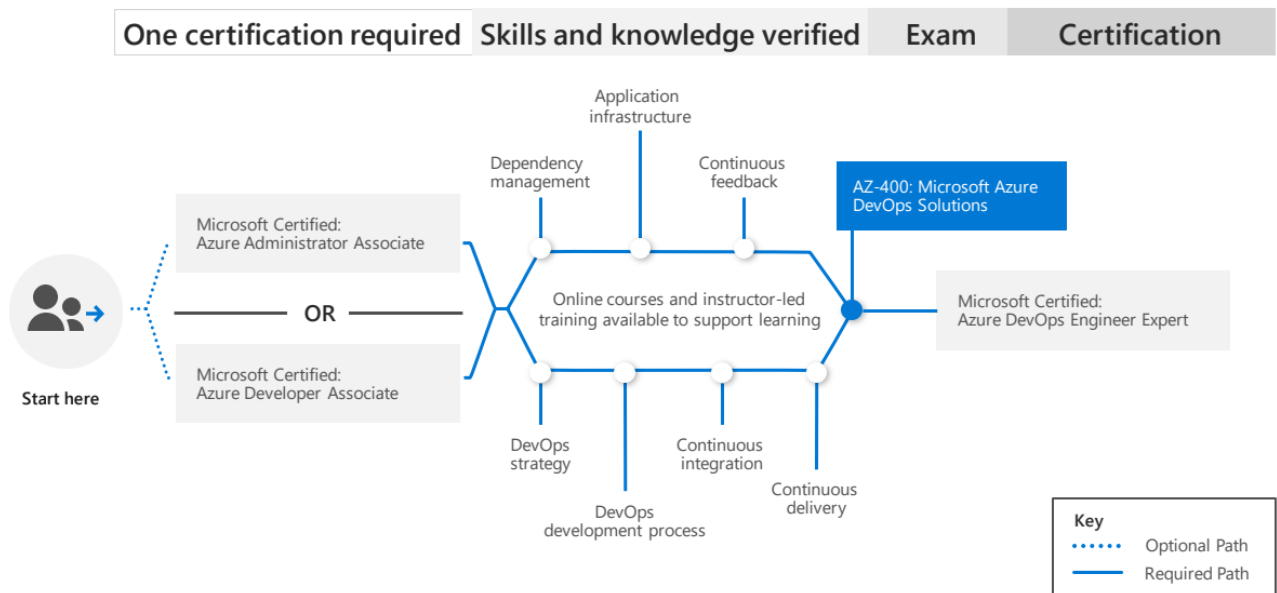 One certification required
Skills and knowledge verified
Exam
Certification
Start here
Microsoft Certified:
Azure Administrator Associate
OR
Microsoft Certified:
Azure Developer Associate
Dependency
management
Application
infrastructure
Continuous
feedback
Online courses and instructor-led
training available to support learning
DevOps
strategy
DevOps
development process
Continuous
integration
Continuous
delivery
AZ-400: Microsoft Azure
DevOps Solutions
Microsoft Certified:
Azure DevOps Engineer Expert
Key
Optional Path
Required Path